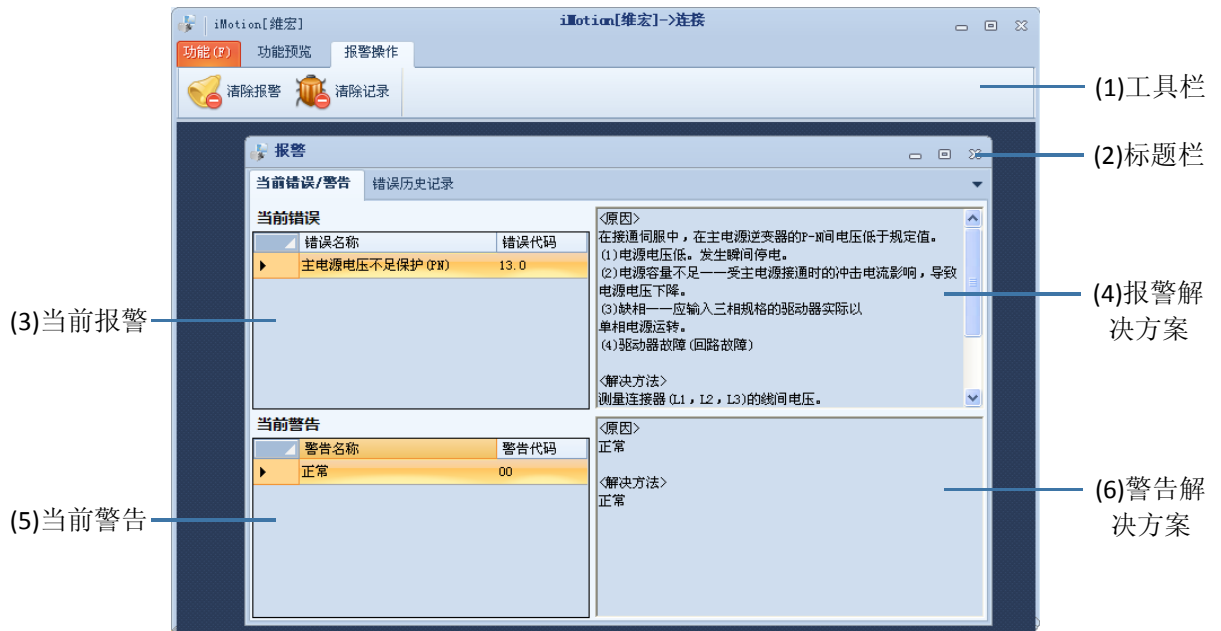 iMotion[维宏]
iMotion[维宏]->连接
功能(F) 功能预览 报警操作
清除报警 清除记录
(1)工具栏
报警
(2)标题栏
当前错误/警告 错误历史记录
当前错误
错误名称 错误代码
主电源电压不足保护(PN) 13.0
(3)当前报警
<原因>
在接通伺服中，在主电源逆变器的P-N间电压低于规定值。
(1)电源电压低。发生瞬间停电。
(2)电源容量不足——受主电源接通时的冲击电流影响，导致
电源电压下降。
(3)缺相——应输入三相规格的驱动器实际以
单相电源运转。
(4)驱动器故障(回路故障)
<解决方法>
测量连接器(L1，L2，L3)的线间电压。
(4)报警解
决方案
当前警告
警告名称 警告代码
正常 00
(5)当前警告
<原因>
正常
<解决方法>
正常
(6)警告解
决方案